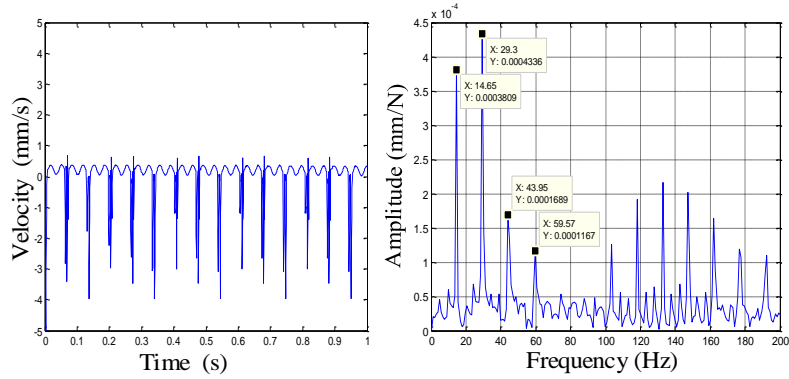 5
4
3
2
1
0
-1
-2
-3
-4
-5
0 0.1 0.2 0.3 0.4 0.5 0.6 0.7 0.8 0.9 1
Velocity (mm/s)
Time (s)
x 10^-4
4.5
4
3.5
3
2.5
2
1.5
1
0.5
0
0 20 40 60 80 100 120 140 160 180 200
Amplitude (mm/N)
Frequency (Hz)
X: 29.3
Y: 0.0004336
X: 14.65
Y: 0.0003809
X: 43.95
Y: 0.0001689
X: 59.57
Y: 0.0001167